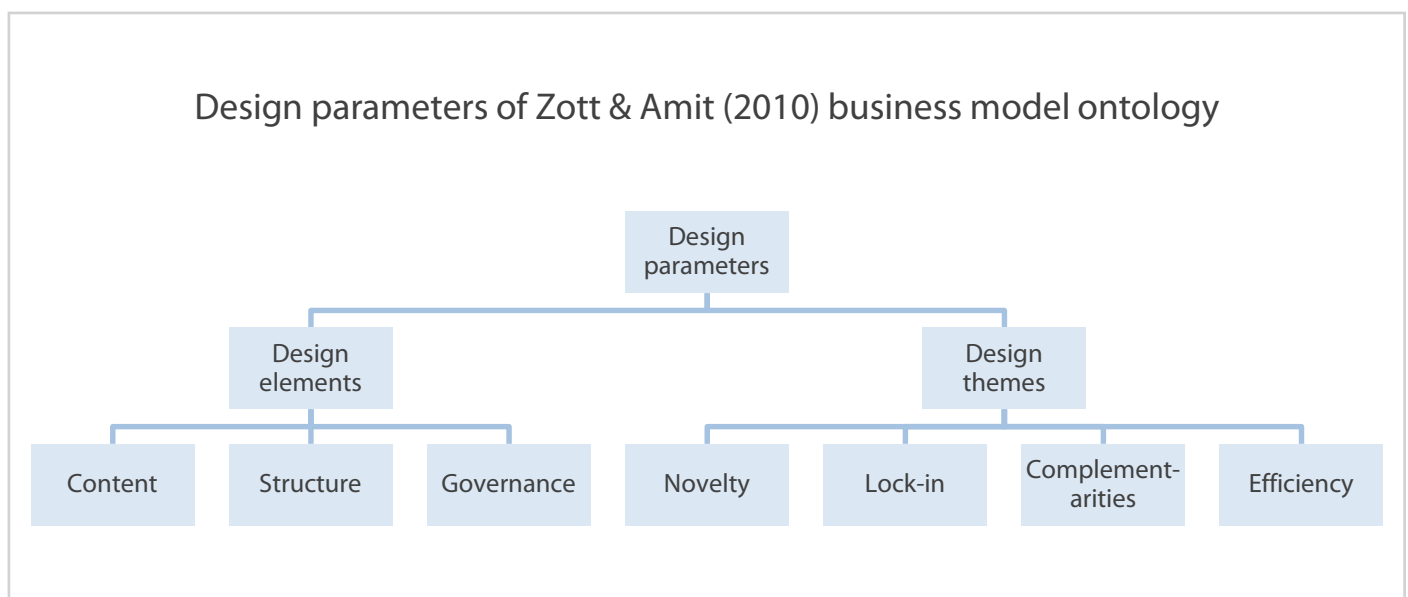 Design parameters of Zott & Amit (2010) business model ontology
Design
parameters
Design
elements
Design
themes
Content
Structure
Governance
Novelty
Lock-in
Complement-
arities
Efficiency